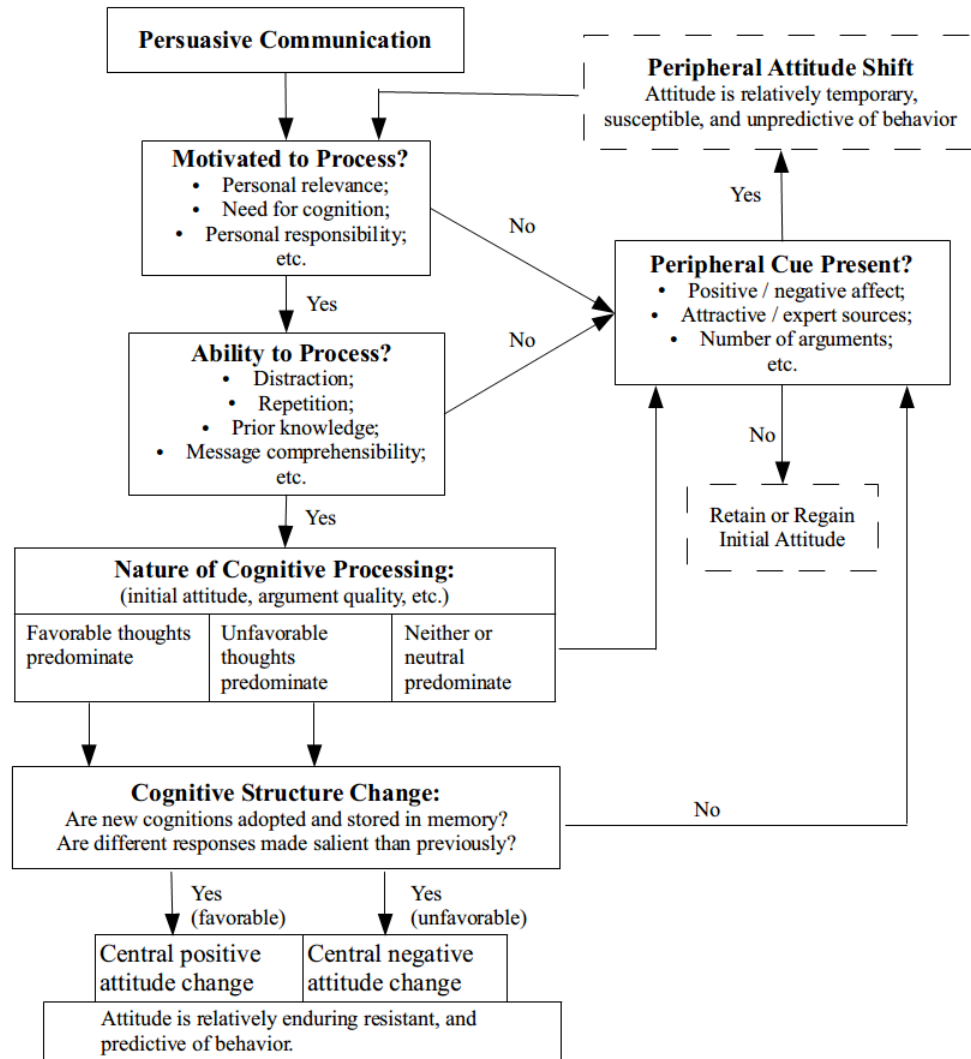 Persuasive Communication
Peripheral Attitude Shift
Attitude is relatively temporary,
susceptible, and unpredictive of behavior
Motivated to Process?
• Personal relevance;
• Need for cognition;
• Personal responsibility;
etc.
No
Yes
Peripheral Cue Present?
• Positive / negative affect;
• Attractive / expert sources;
• Number of arguments;
etc.
Yes
No
Ability to Process?
• Distraction;
• Repetition;
• Prior knowledge;
• Message comprehensibility;
etc.
No
Retain or Regain
Initial Attitude
Yes
Nature of Cognitive Processing:
(initial attitude, argument quality, etc.)
Favorable thoughts
predominate
Unfavorable
thoughts
predominate
Neither or
neutral
predominate
Cognitive Structure Change:
Are new cognitions adopted and stored in memory?
Are different responses made salient than previously?
No
Yes
(favorable)
Yes
(unfavorable)
Central positive
attitude change
Central negative
attitude change
Attitude is relatively enduring resistant, and
predictive of behavior.